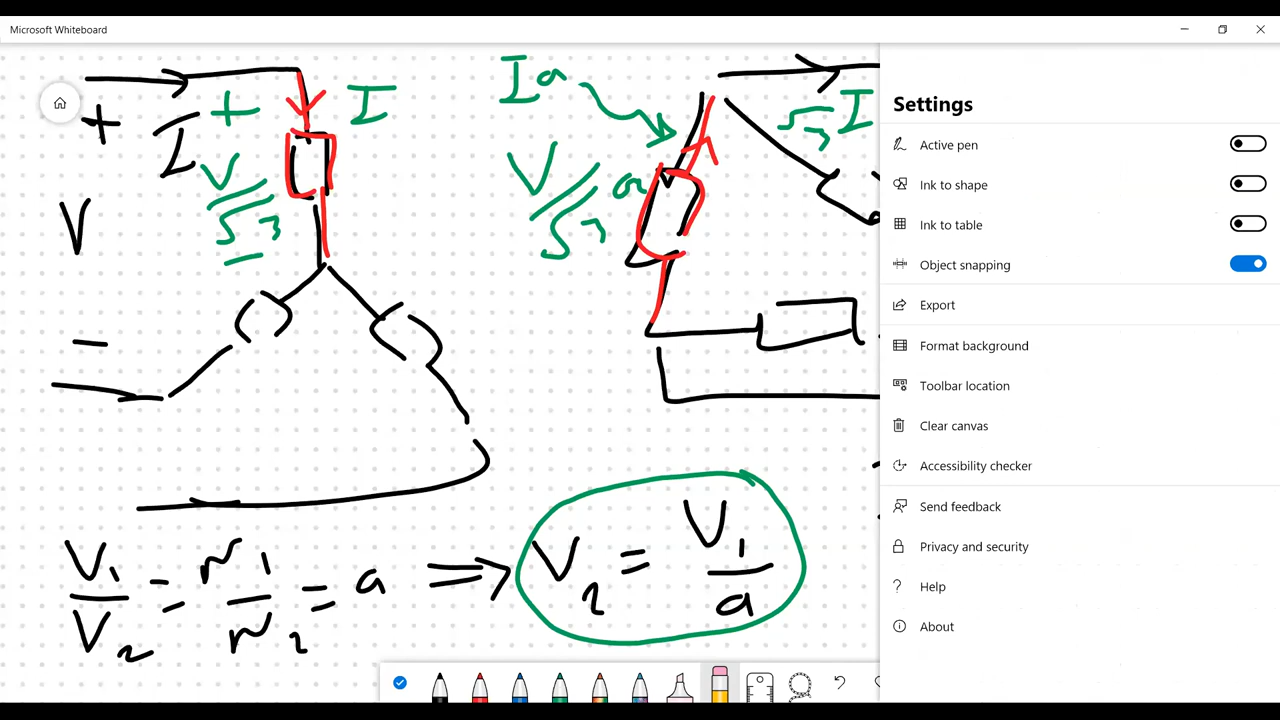 Microsoft Whiteboard
+
I
V
-
+
V
/√3
I
Ia
V
/√3 a
√3 I
V1
V2
= n1
n2
= a ⇒ V2 = V1
a
Settings
Active pen
Ink to shape
Ink to table
Object snapping
Export
Format background
Toolbar location
Clear canvas
Accessibility checker
Send feedback
Privacy and security
Help
About